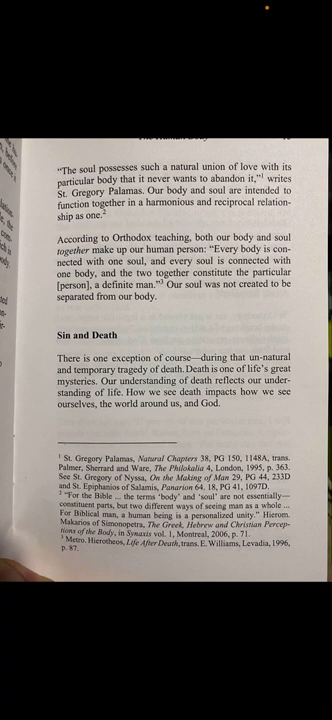 The Human Body
"The soul possesses such a natural union of love with its
particular body that it never wants to abandon it,"1 writes
St. Gregory Palamas. Our body and soul are intended to
function together in a harmonious and reciprocal relation-
ship as one.2
According to Orthodox teaching, both our body and soul
together make up our human person: "Every body is con-
nected with one soul, and every soul is connected with
one body, and the two together constitute the particular
[person], a definite man."3 Our soul was not created to be
separated from our body.
Sin and Death
There is one exception of course—during that un-natural
and temporary tragedy of death. Death is one of life's great
mysteries. Our understanding of death reflects our under-
standing of life. How we see death impacts how we see
ourselves, the world around us, and God.
1 St. Gregory Palamas, Natural Chapters 38, PG 150, 1148A, trans.
Palmer, Sherrard and Ware, The Philokalia 4, London, 1995, p. 363.
See St. Gregory of Nyssa, On the Making of Man 29, PG 44, 233D
and St. Epiphanios of Salamis, Panarion 64. 18, PG 41, 1097D.
2 "For the Bible ... the terms 'body' and 'soul' are not essentially—
constituent parts, but two different ways of seeing man as a whole ...
For Biblical man, a human being is a personalized unity." Hierom.
Makarios of Simonopetra, The Greek, Hebrew and Christian Percep-
tions of the Body, in Synaxis vol. 1, Montreal, 2006, p. 71.
3 Metro. Hierotheos, Life After Death, trans. E. Williams, Levadia, 1996,
p. 87.